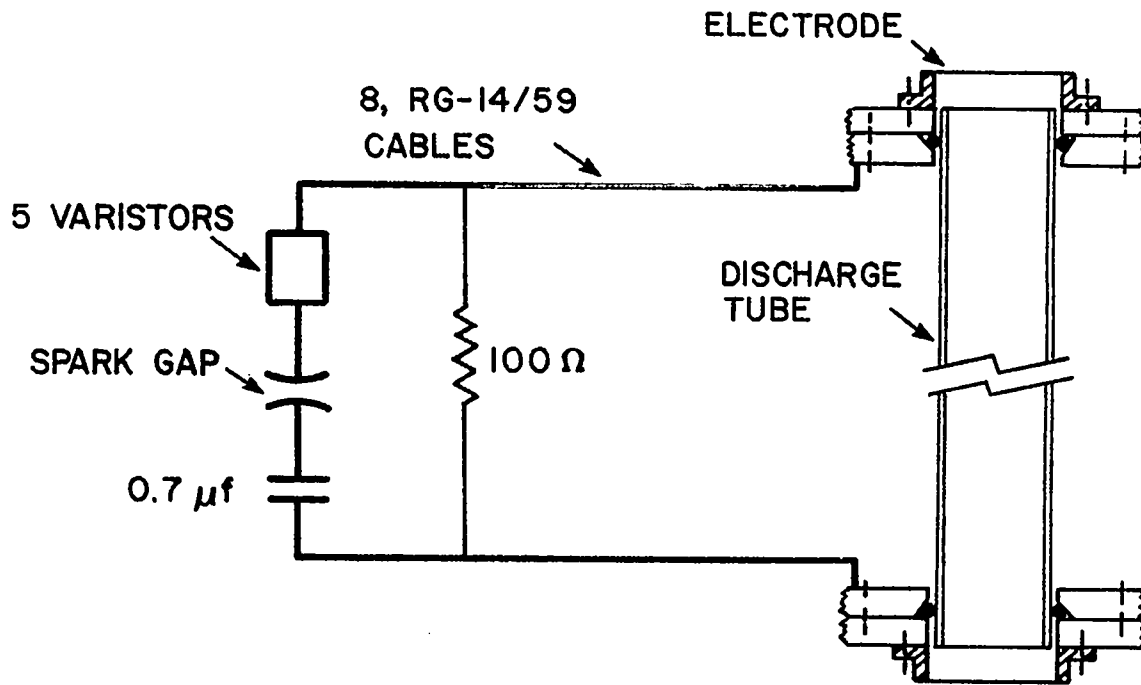 ELECTRODE
8, RG-14/59
CABLES
5 VARISTORS
DISCHARGE
TUBE
SPARK GAP
100 Ω
0.7 μf